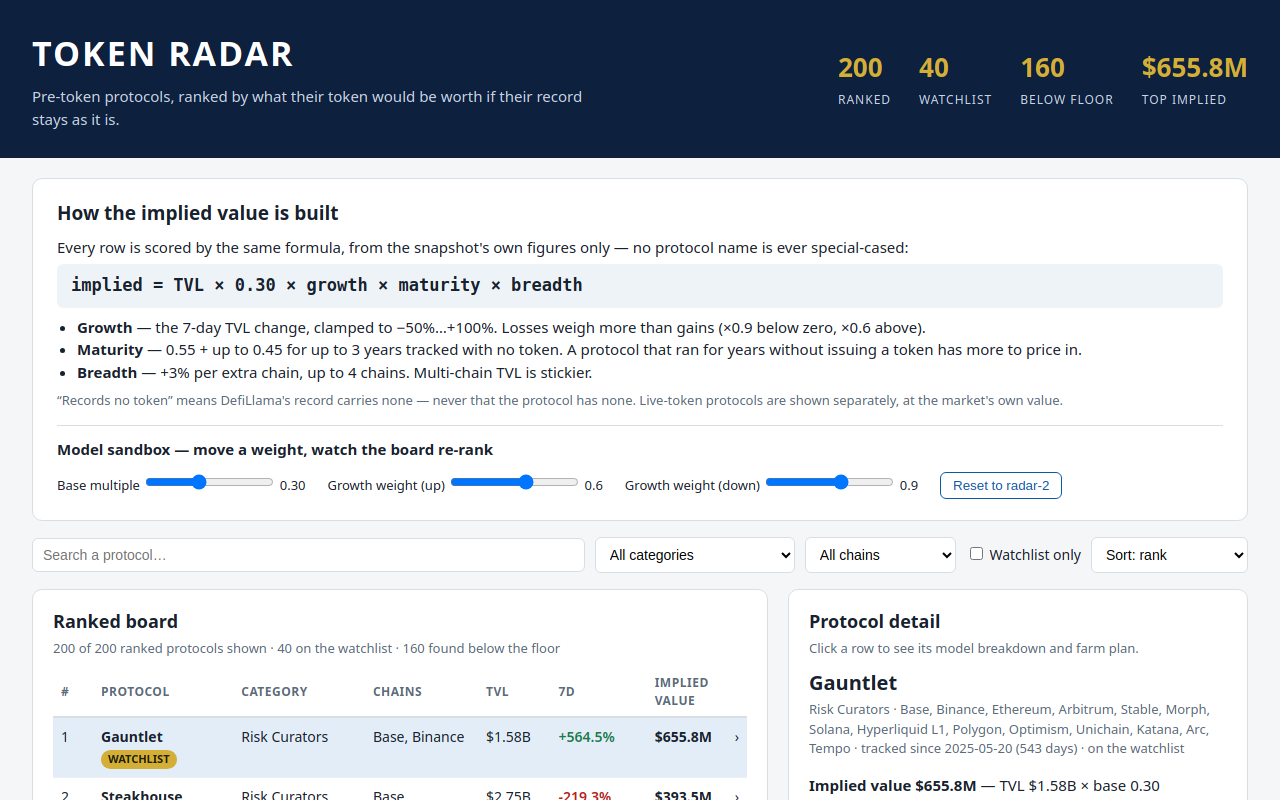 TOKEN RADAR
Pre-token protocols, ranked by what their token would be worth if their record
stays as it is.
200
RANKED
40
WATCHLIST
160
BELOW FLOOR
$655.8M
TOP IMPLIED
How the implied value is built
Every row is scored by the same formula, from the snapshot's own figures only — no protocol name is ever special-cased:
implied = TVL × 0.30 × growth × maturity × breadth
• Growth — the 7-day TVL change, clamped to −50%…+100%. Losses weigh more than gains (×0.9 below zero, ×0.6 above).
• Maturity — 0.55 + up to 0.45 for up to 3 years tracked with no token. A protocol that ran for years without issuing a token has more to price in.
• Breadth — +3% per extra chain, up to 4 chains. Multi-chain TVL is stickier.
“Records no token” means DefiLlama's record carries none — never that the protocol has none. Live-token protocols are shown separately, at the market's own value.
Model sandbox — move a weight, watch the board re-rank
Base multiple 0.30 Growth weight (up) 0.6 Growth weight (down) 0.9 Reset to radar-2
Search a protocol… All categories All chains Watchlist only Sort: rank
Ranked board
200 of 200 ranked protocols shown · 40 on the watchlist · 160 found below the floor
# PROTOCOL CATEGORY CHAINS TVL 7D IMPLIED VALUE
1 Gauntlet Risk Curators Base, Binance $1.58B +564.5% $655.8M ›
WATCHLIST
2 Steakhouse Risk Curators Base, $2.75B -219.3% $393.5M ›
Protocol detail
Click a row to see its model breakdown and farm plan.
Gauntlet
Risk Curators · Base, Binance, Ethereum, Arbitrum, Stable, Morph,
Solana, Hyperliquid L1, Polygon, Optimism, Unichain, Katana, Arc,
Tempo · tracked since 2025-05-20 (543 days) · on the watchlist
Implied value $655.8M — TVL $1.58B × base 0.30